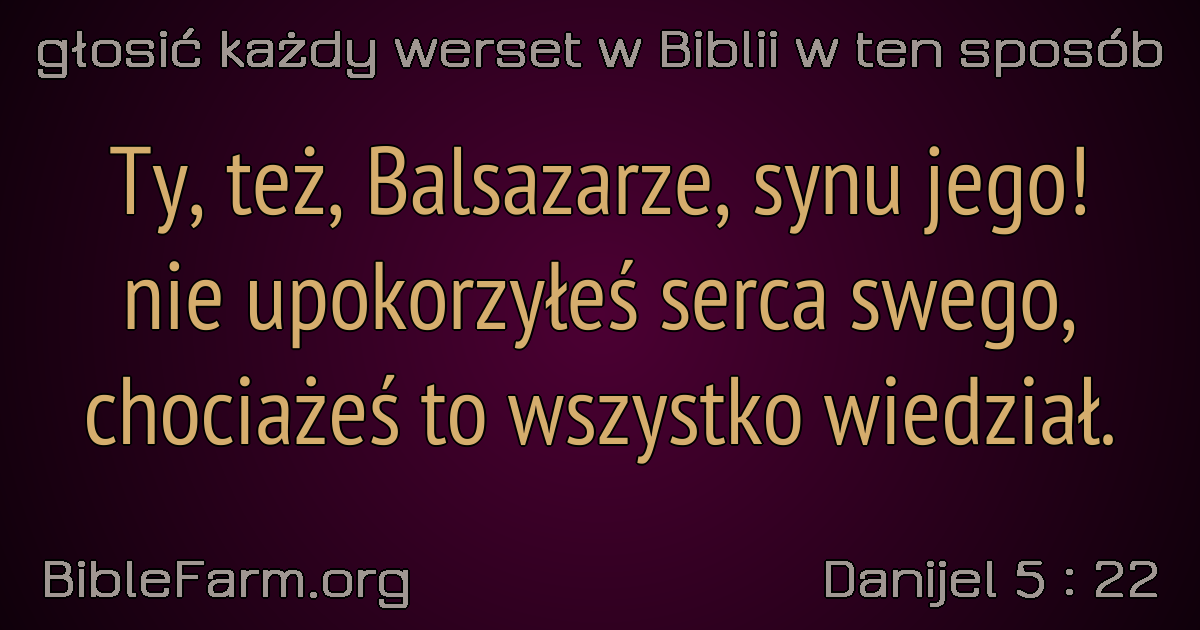 głosić każdy werset w Biblii w ten sposób
Ty, też, Balsazarze, synu jego!
nie upokorzyłeś serca swego,
chociażeś to wszystko wiedział.
BibleFarm.org
Danijel 5 : 22